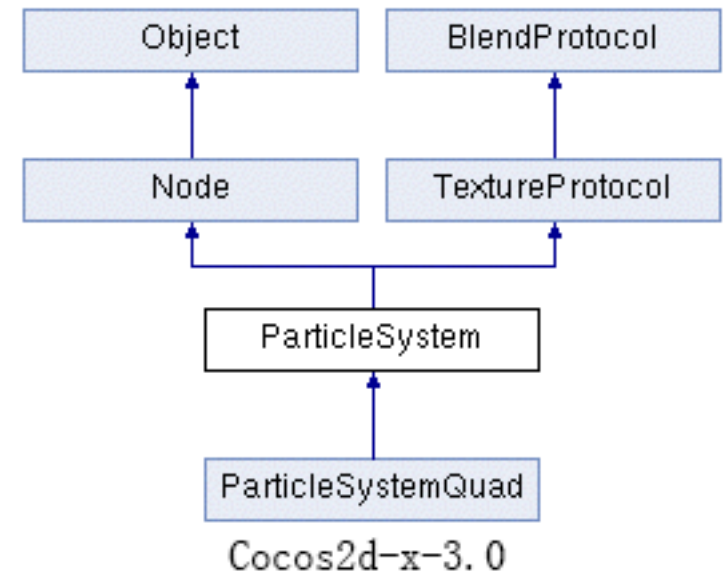 Object
BlendProtocol
Node
TextureProtocol
ParticleSystem
ParticleSystemQuad
Cocos2d-x-3.0